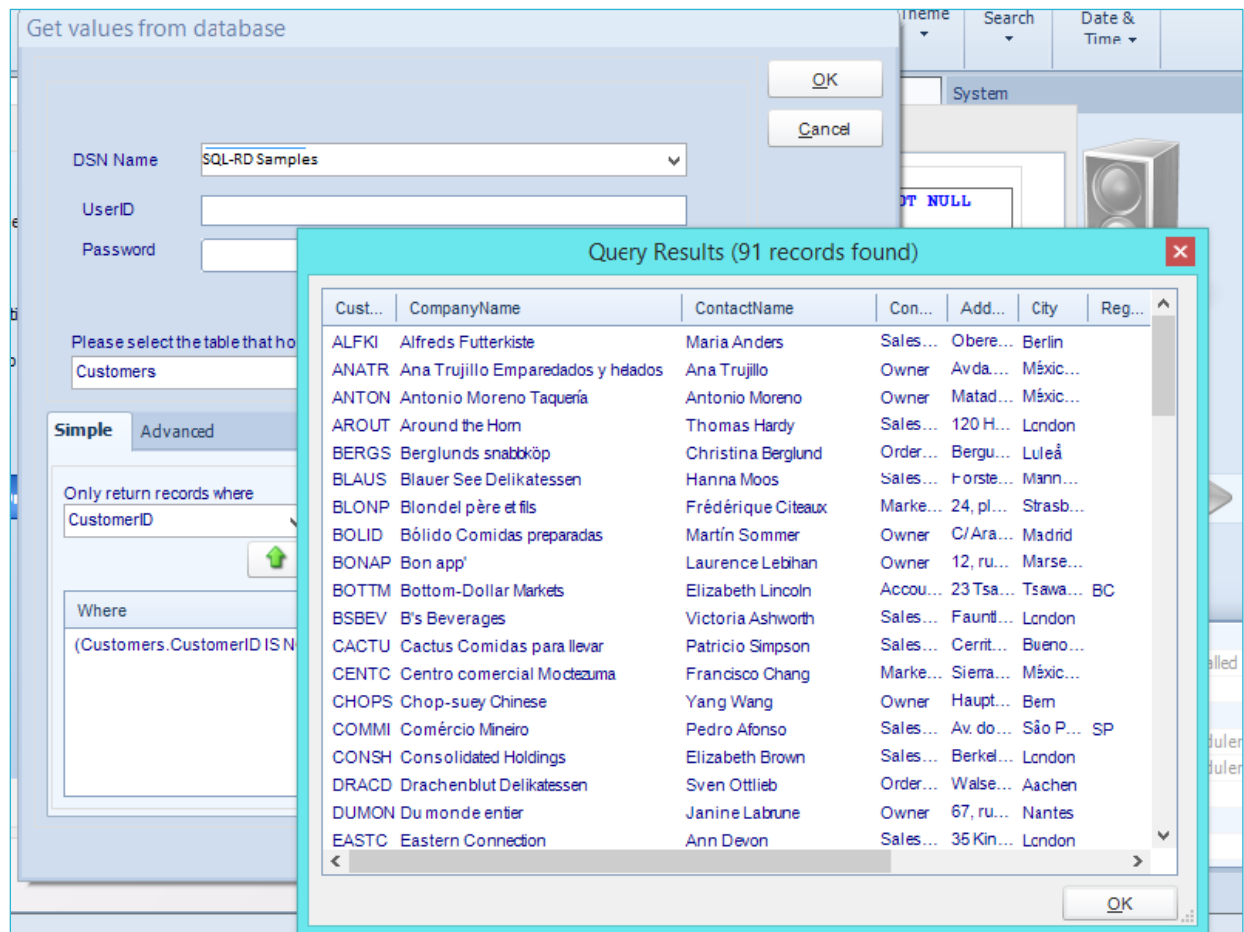 Get values from database
Theme
Search
Date &
Time
OK
System
Cancel
DSN Name
SQL-RD Samples
UserID
OT NULL
Password
Query Results (91 records found)
Cust... CompanyName ContactName Con... Add... City Reg...
ALFKI Alfreds Futterkiste Maria Anders Sales... Obere... Berlin
ANATR Ana Trujillo Emparedados y helados Ana Trujillo Owner Avda.... Méxic...
ANTON Antonio Moreno Taquería Antonio Moreno Owner Matad... Méxic...
AROUT Around the Horn Thomas Hardy Sales... 120 H... London
BERGS Berglunds snabbköp Christina Berglund Order... Bergu... Luleå
BLAUS Blauer See Delikatessen Hanna Moos Sales... Forste... Mann...
BLONP Blondel père et fils Frédérique Citeaux Marke... 24, pl... Strasb...
BOLID Bólido Comidas preparadas Martín Sommer Owner C/ Ara... Madrid
BONAP Bon app' Laurence Lebihan Owner 12, ru... Marse...
BOTTM Bottom-Dollar Markets Elizabeth Lincoln Accou... 23 Tsa... Tsawa... BC
BSBEV B's Beverages Victoria Ashworth Sales... Fauntl... London
CACTU Cactus Comidas para llevar Patricio Simpson Sales... Cerrit... Bueno...
CENTC Centro comercial Moctezuma Francisco Chang Marke... Sierra... Méxic...
CHOPS Chop-suey Chinese Yang Wang Owner Haupt... Bern
COMMI Comércio Mineiro Pedro Afonso Sales... Av. do... São P... SP
CONSH Consolidated Holdings Elizabeth Brown Sales... Berkel... London
DRACD Drachenblut Delikatessen Sven Ottlieb Order... Walse... Aachen
DUMON Du monde entier Janine Labrune Owner 67, ru... Nantes
EASTC Eastern Connection Ann Devon Sales... 35 Kin... London
OK
Please select the table that ho
Customers
Simple Advanced
Only return records where
CustomerID
Where
(Customers.CustomerID IS N
alled
duler
duler